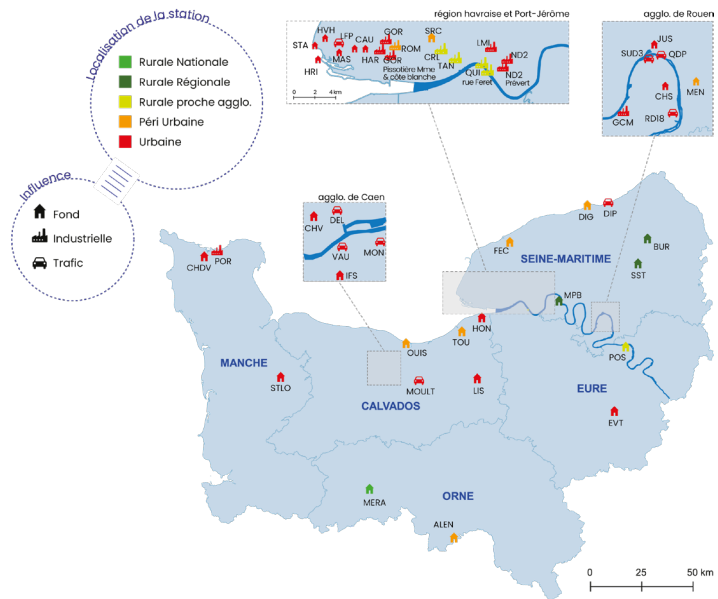 Localisation de la station
Rurale Nationale
Rurale Régionale
Rurale proche agglo.
Péri Urbaine
Urbaine
Influence
Fond
Industrielle
Trafic
région havraise et Port-Jérôme
HVH
LFP
CAU
GOR
SRC
STA
ROM
LML
MAS
HAR
GOR
CRL
TAN
ND2
HRI
Pissotière Mme
& côte blanche
QUI
rue Feret
ND2
Prévert
0 2 4 km
agglo. de Rouen
JUS
SUD3
QDP
CHS
MEN
GCM
RD18
agglo. de Caen
CHV
DEL
VAU
MON
IFS
DIG
DIP
FEC
SEINE-MARITIME
BUR
SST
CHDV
POR
MPB
HON
TOU
OUIS
POS
MANCHE
STLO
MOULT
LIS
CALVADOS
EURE
EVT
MERA
ORNE
ALEN
0 25 50 km